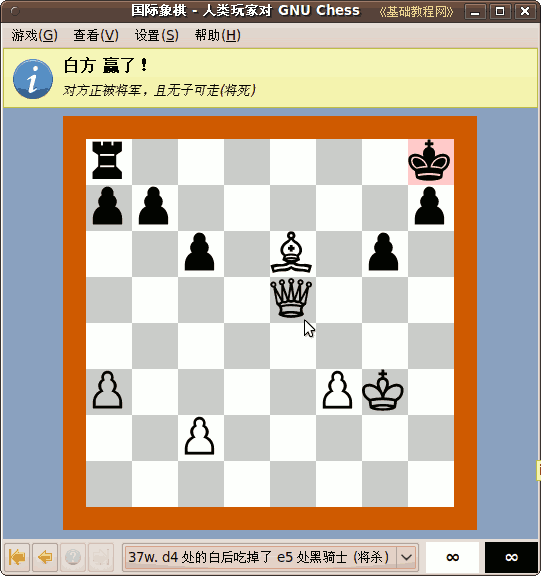 国际象棋 - 人类玩家对 GNU Chess 《基础教程网》
游戏(G) 查看(V) 设置(S) 帮助(H)
白方 赢了！
对方正被将军，且无子可走(将死)
37w. d4 处的白后吃掉了 e5 处黑骑士 (将杀)
∞ ∞